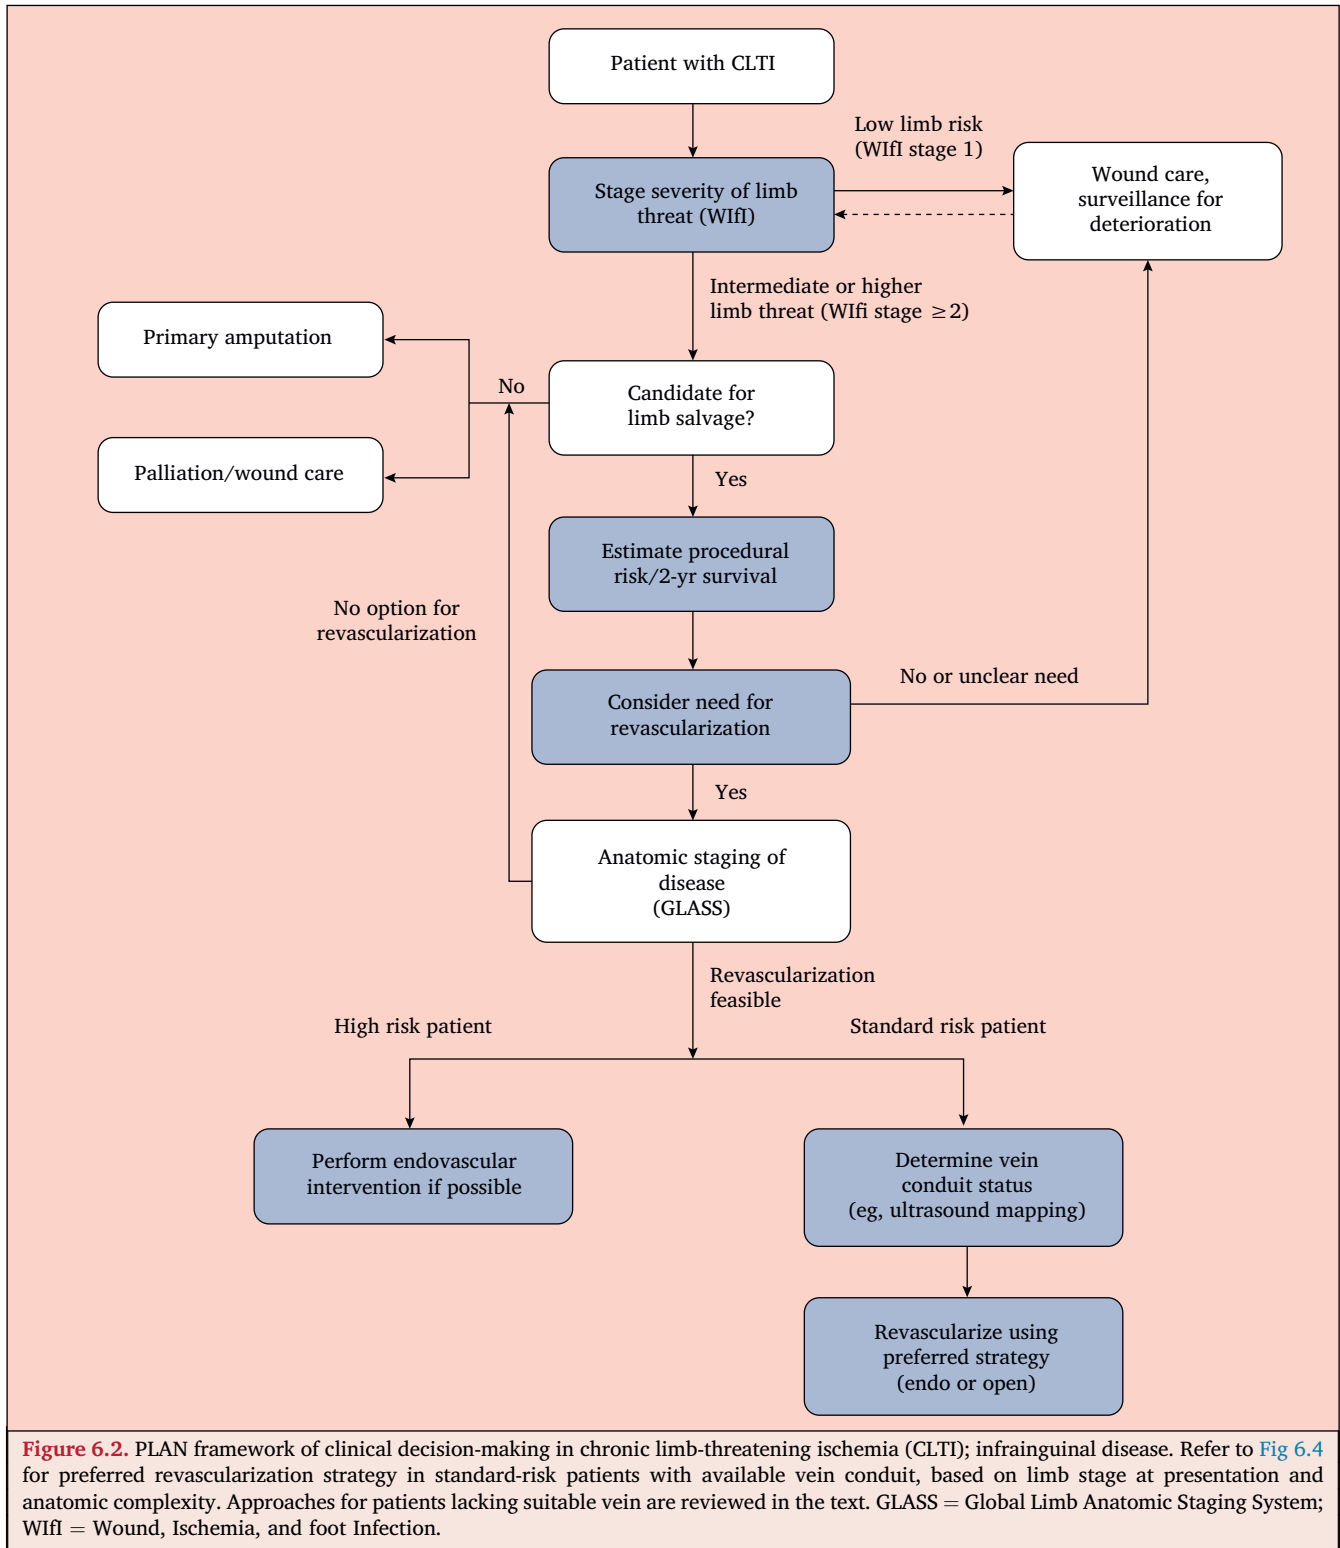 Patient with CLTI
Low limb risk
(WIfI stage 1)
Stage severity of limb
threat (WIfI)
Wound care,
surveillance for
deterioration
Intermediate or higher
limb threat (WIfi stage ≥2)
Primary amputation
No
Candidate for
limb salvage?
Palliation/wound care
Yes
Estimate procedural
risk/2-yr survival
No option for
revascularization
Consider need for
revascularization
No or unclear need
Yes
Anatomic staging of
disease
(GLASS)
Revascularization
feasible
High risk patient
Standard risk patient
Perform endovascular
intervention if possible
Determine vein
conduit status
(eg, ultrasound mapping)
Revascularize using
preferred strategy
(endo or open)
Figure 6.2. PLAN framework of clinical decision-making in chronic limb-threatening ischemia (CLTI); infrainguinal disease. Refer to Fig 6.4
for preferred revascularization strategy in standard-risk patients with available vein conduit, based on limb stage at presentation and
anatomic complexity. Approaches for patients lacking suitable vein are reviewed in the text. GLASS = Global Limb Anatomic Staging System;
WIfI = Wound, Ischemia, and foot Infection.